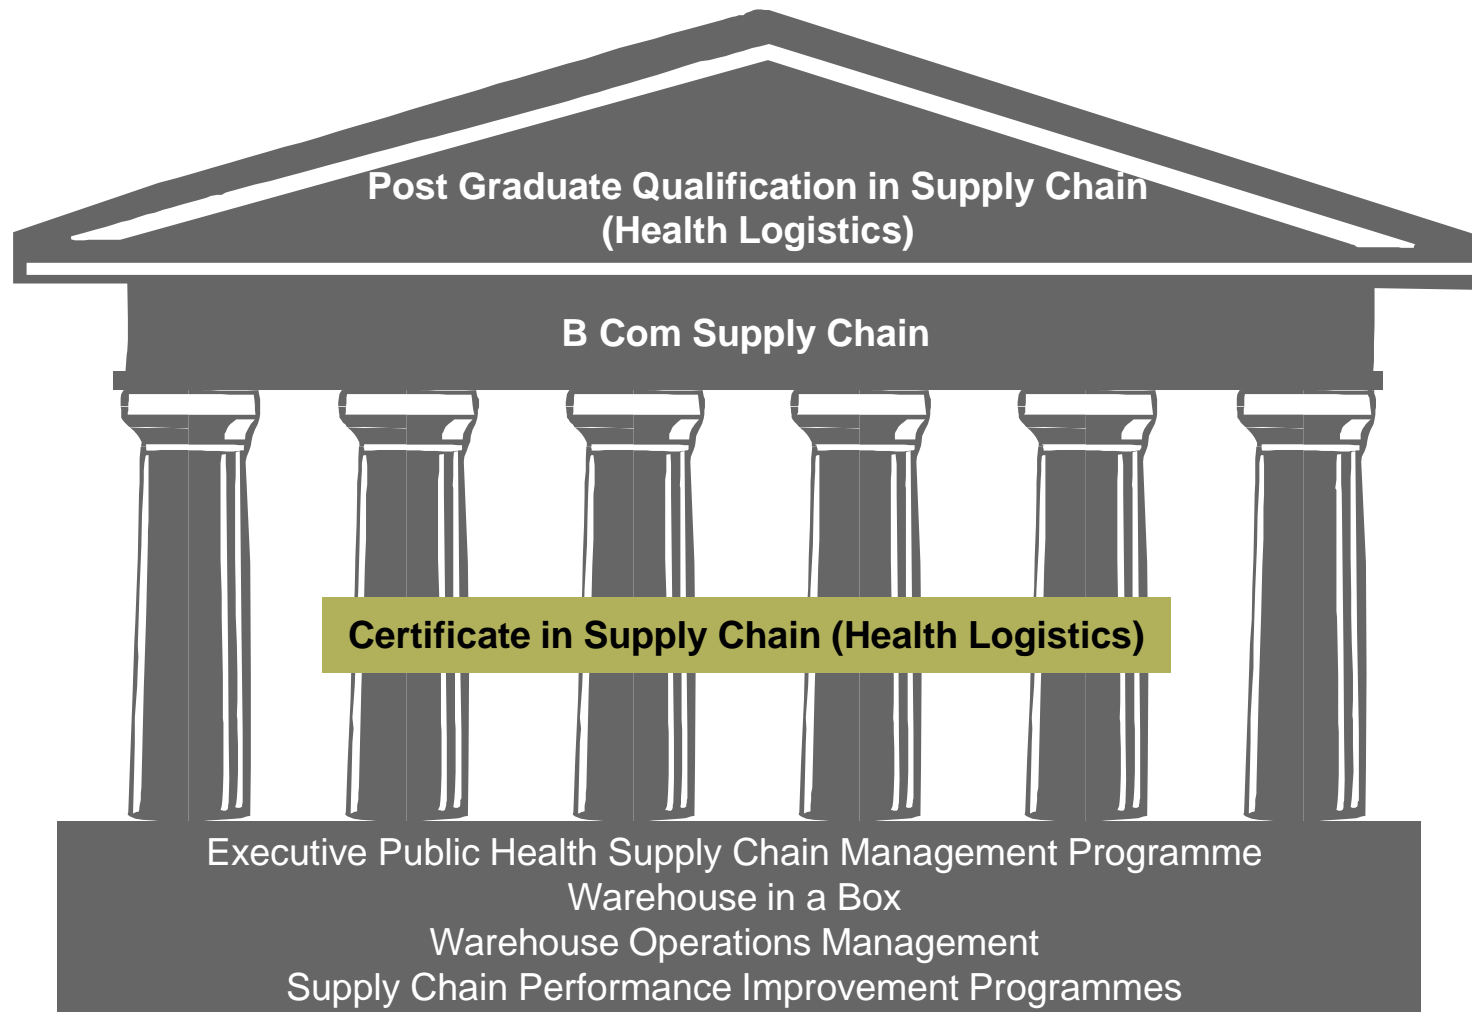 Post Graduate Qualification in Supply Chain
(Health Logistics)
B Com Supply Chain
Certificate in Supply Chain (Health Logistics)
Executive Public Health Supply Chain Management Programme
Warehouse in a Box
Warehouse Operations Management
Supply Chain Performance Improvement Programmes